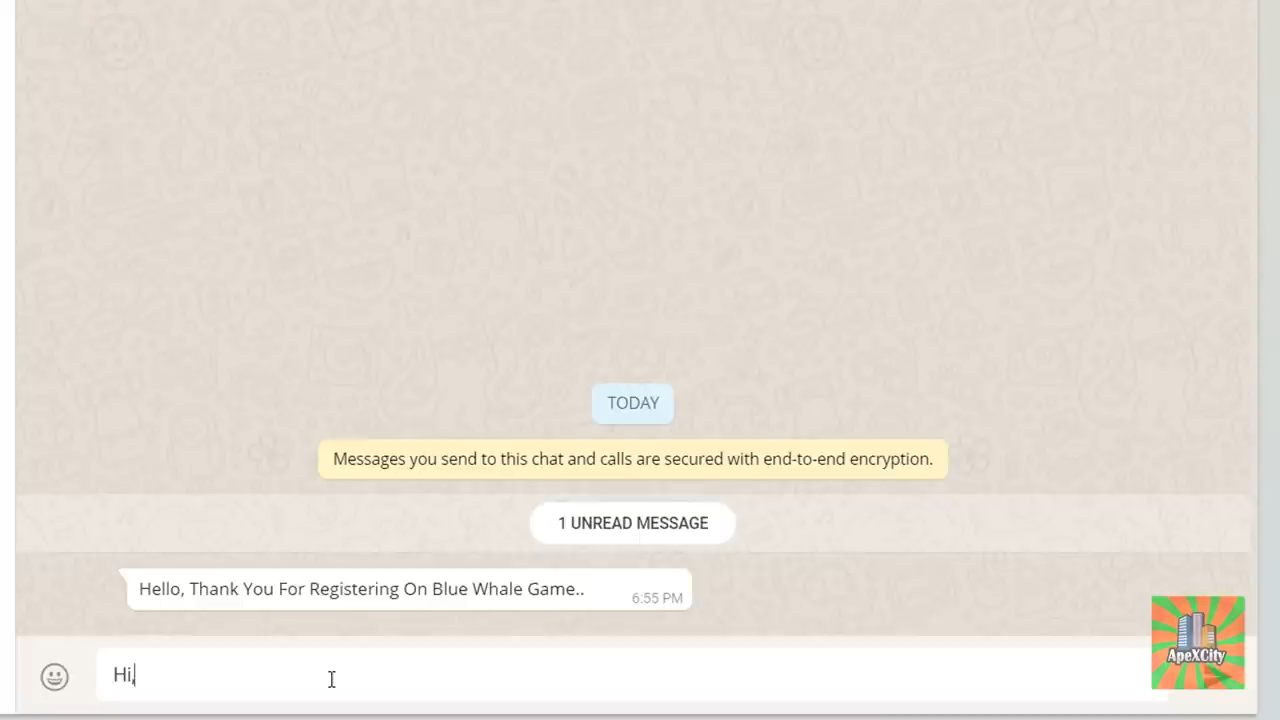 TODAY
Messages you send to this chat and calls are secured with end-to-end encryption.
1 UNREAD MESSAGE
Hello, Thank You For Registering On Blue Whale Game..
6:55 PM
Hi,
ApeXCity